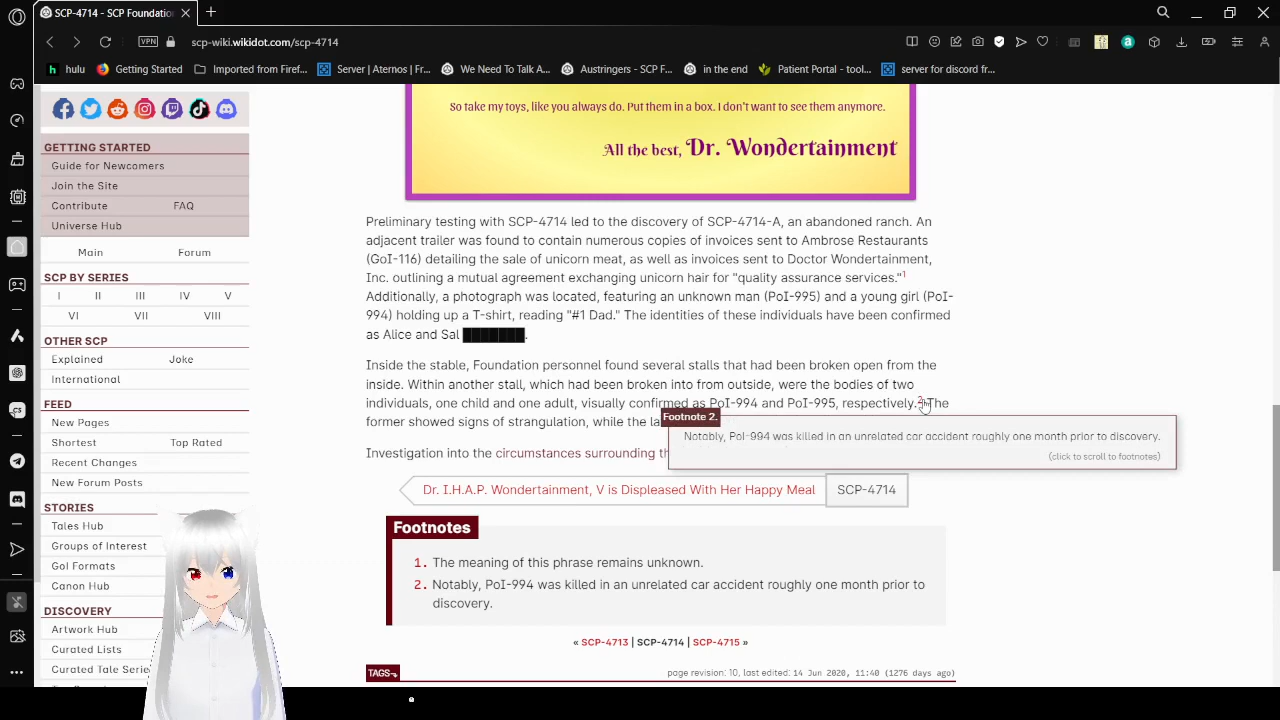 SCP-4714 - SCP Foundation
scp-wiki.wikidot.com/scp-4714
VPN
hulu
Getting Started
Imported from Firef...
Server | Aternos | Fr...
We Need To Talk A...
Austringers - SCP F...
in the end
Patient Portal - tool...
server for discord fr...
So take my toys, like you always do. Put them in a box. I don't want to see them anymore.
All the best, Dr. Wondertainment
GETTING STARTED
Guide for Newcomers
Join the Site
Contribute FAQ
Universe Hub
Main Forum
SCP BY SERIES
I II III IV V
VI VII VIII
OTHER SCP
Explained Joke
International
FEED
New Pages
Shortest Top Rated
Recent Changes
New Forum Posts
STORIES
Tales Hub
Groups of Interest
GoI Formats
Canon Hub
DISCOVERY
Artwork Hub
Curated Lists
Curated Tale Serie
Preliminary testing with SCP-4714 led to the discovery of SCP-4714-A, an abandoned ranch. An
adjacent trailer was found to contain numerous copies of invoices sent to Ambrose Restaurants
(GoI-116) detailing the sale of unicorn meat, as well as invoices sent to Doctor Wondertainment,
Inc. outlining a mutual agreement exchanging unicorn hair for "quality assurance services."1
Additionally, a photograph was located, featuring an unknown man (PoI-995) and a young girl (PoI-
994) holding up a T-shirt, reading "#1 Dad." The identities of these individuals have been confirmed
as Alice and Sal ███████.
Inside the stable, Foundation personnel found several stalls that had been broken open from the
inside. Within another stall, which had been broken into from outside, were the bodies of two
individuals, one child and one adult, visually confirmed as PoI-994 and PoI-995, respectively.2 The
former showed signs of strangulation, while the la
Footnote 2.
Notably, PoI-994 was killed in an unrelated car accident roughly one month prior to discovery.
(click to scroll to footnotes)
Investigation into the circumstances surrounding th
Dr. I.H.A.P. Wondertainment, V is Displeased With Her Happy Meal SCP-4714
Footnotes
1. The meaning of this phrase remains unknown.
2. Notably, PoI-994 was killed in an unrelated car accident roughly one month prior to
discovery.
« SCP-4713 | SCP-4714 | SCP-4715 »
TAGS
page revision: 10, last edited: 14 Jun 2020, 11:40 (1276 days ago)